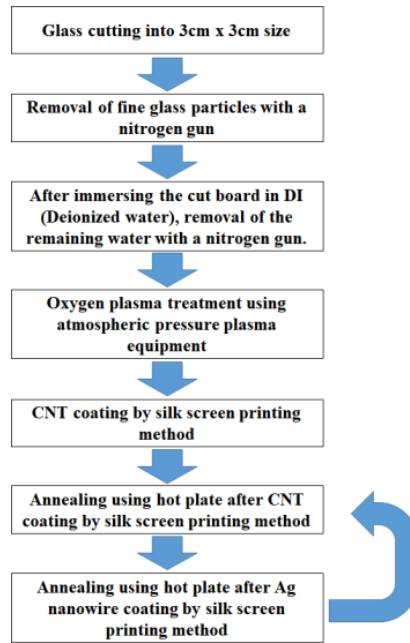 Glass cutting into 3cm x 3cm size
Removal of fine glass particles with a
nitrogen gun
After immersing the cut board in DI
(Deionized water), removal of the
remaining water with a nitrogen gun.
Oxygen plasma treatment using
atmospheric pressure plasma
equipment
CNT coating by silk screen printing
method
Annealing using hot plate after CNT
coating by silk screen printing method
Annealing using hot plate after Ag
nanowire coating by silk screen
printing method